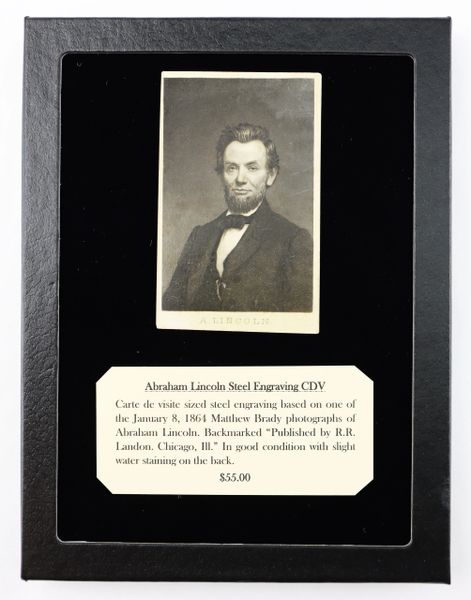 A. LINCOLN.
Abraham Lincoln Steel Engraving CDV
Carte de visite sized steel engraving based on one of
the January 8, 1864 Matthew Brady photographs of
Abraham Lincoln. Backmarked “Published by R.R.
Landon. Chicago, Ill.” In good condition with slight
water staining on the back.
$55.00